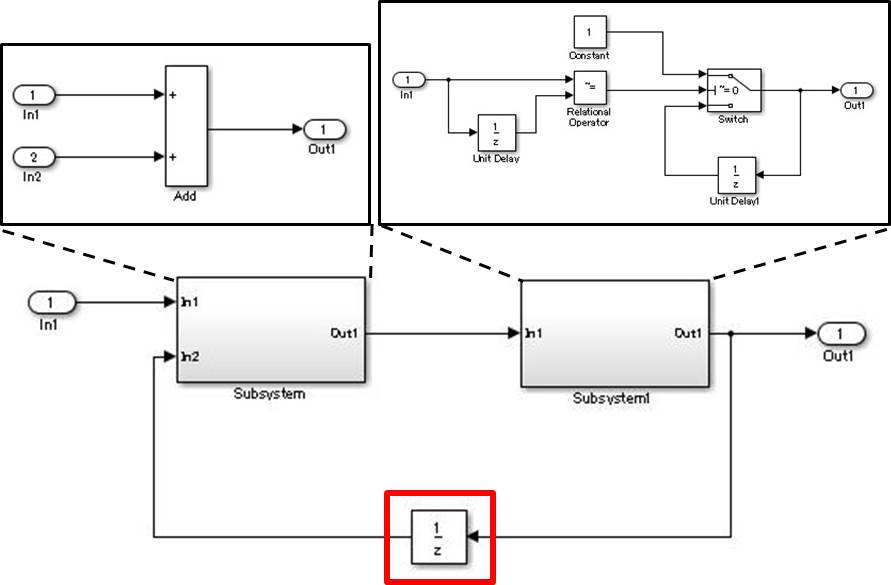 1
In1
2
In2
+
+
Add
1
Out1
1
In1
1
z
Unit Delay
1
Constant
~=
Relational
Operator
~= 0
Switch
1
z
Unit Delay1
1
Out1
1
In1
In1
In2
Out1
Subsystem
In1
Out1
Subsystem1
1
Out1
1
z